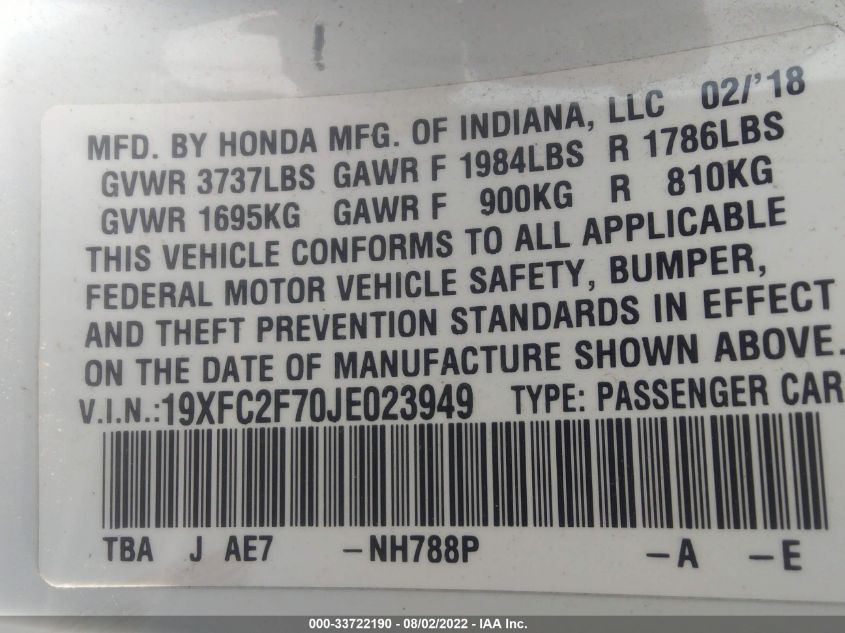 MFD. BY HONDA MFG. OF INDIANA, LLC 02/'18
GVWR 3737LBS GAWR F 1984LBS R 1786LBS
GVWR 1695KG GAWR F 900KG R 810KG
THIS VEHICLE CONFORMS TO ALL APPLICABLE
FEDERAL MOTOR VEHICLE SAFETY, BUMPER,
AND THEFT PREVENTION STANDARDS IN EFFECT
ON THE DATE OF MANUFACTURE SHOWN ABOVE.
V.I.N.:19XFC2F70JE023949 TYPE: PASSENGER CAR
TBA J AE7 –NH788P –A –E
000-33722190 - 08/02/2022 - IAA Inc.